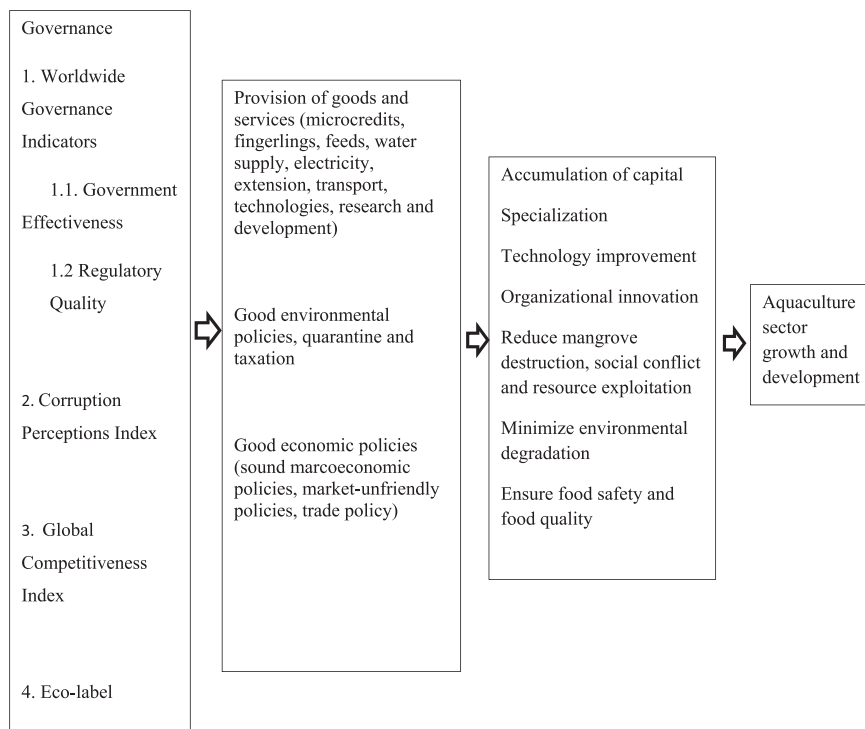 Governance
1. Worldwide
Governance
Indicators
1.1. Government
Effectiveness
1.2 Regulatory
Quality
2. Corruption
Perceptions Index
3. Global
Competitiveness
Index
4. Eco-label
Provision of goods and
services (microcredits,
fingerlings, feeds, water
supply, electricity,
extension, transport,
technologies, research and
development)
Good environmental
policies, quarantine and
taxation
Good economic policies
(sound marcoeconomic
policies, market-unfriendly
policies, trade policy)
Accumulation of capital
Specialization
Technology improvement
Organizational innovation
Reduce mangrove
destruction, social conflict
and resource exploitation
Minimize environmental
degradation
Ensure food safety and
food quality
Aquaculture
sector
growth and
development